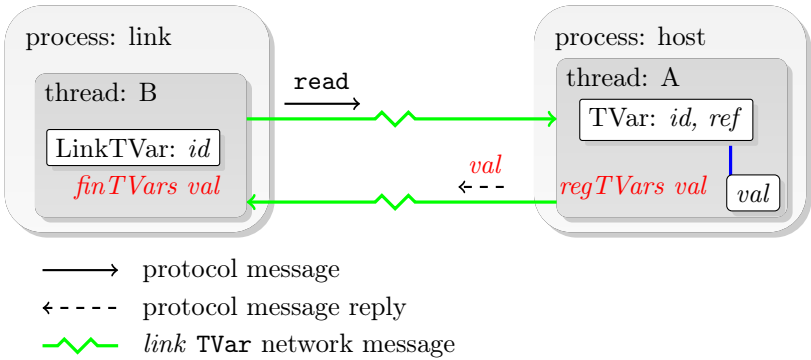 process: link
process: host
thread: B
read
thread: A
TVar: id, ref
LinkTVar: id
finTVars val
val
regTVars val
val
protocol message
protocol message reply
link TVar network message